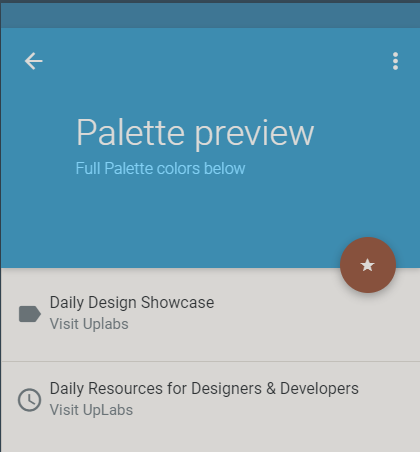 Palette preview
Full Palette colors below
Daily Design Showcase
Visit Uplabs
Daily Resources for Designers & Developers
Visit UpLabs